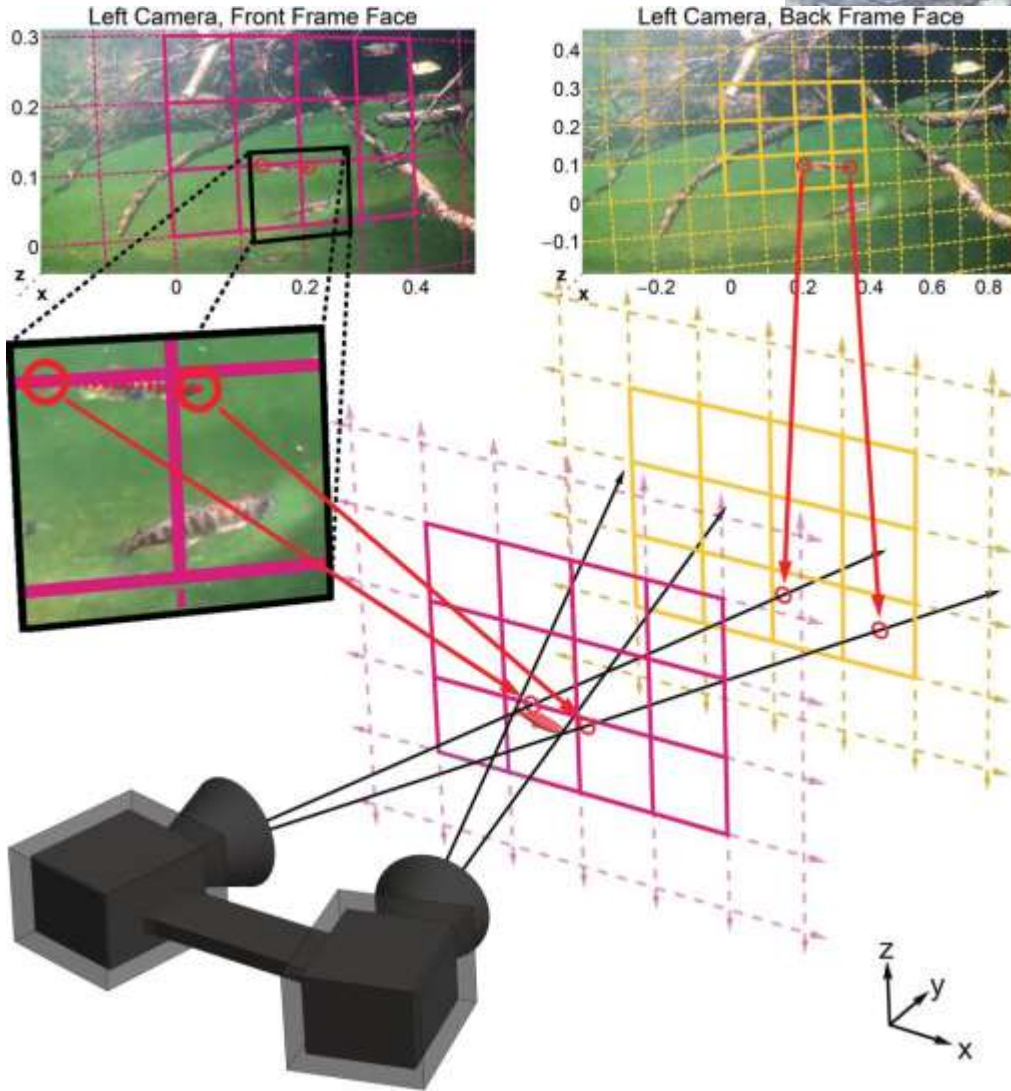 Left Camera, Front Frame Face
0.3
0.2
0.1
0
z
x
0 0.2 0.4
Left Camera, Back Frame Face
0.4
0.3
0.2
0.1
0
−0.1
z
x
−0.2 0 0.2 0.4 0.6 0.8
z
y
x